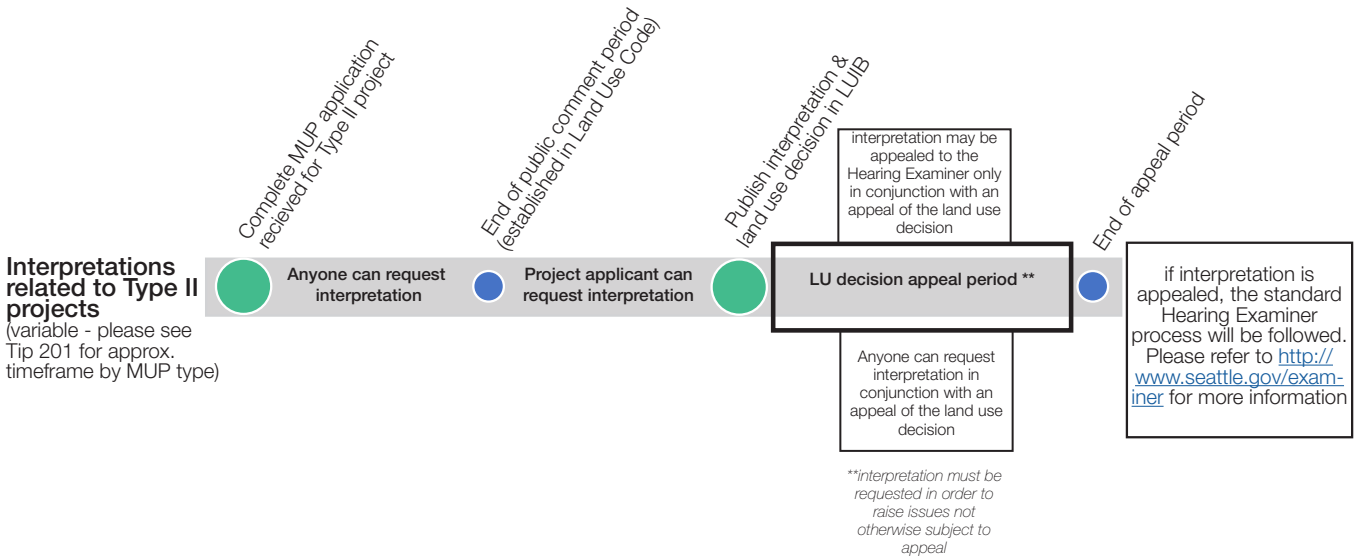 Complete MUP application
recieved for Type II project
End of public comment period
(established in Land Use Code)
Publish interpretation &
land use decision in LUIB
interpretation may be
appealed to the
Hearing Examiner only
in conjunction with an
appeal of the land use
decision
End of appeal period
Interpretations
related to Type II
projects
(variable - please see
Tip 201 for approx.
timeframe by MUP type)
Anyone can request
interpretation
Project applicant can
request interpretation
LU decision appeal period **
if interpretation is
appealed, the standard
Hearing Examiner
process will be followed.
Please refer to http://
www.seattle.gov/exam-
iner for more information
Anyone can request
interpretation in
conjunction with an
appeal of the land use
decision
**interpretation must be
requested in order to
raise issues not
otherwise subject to
appeal